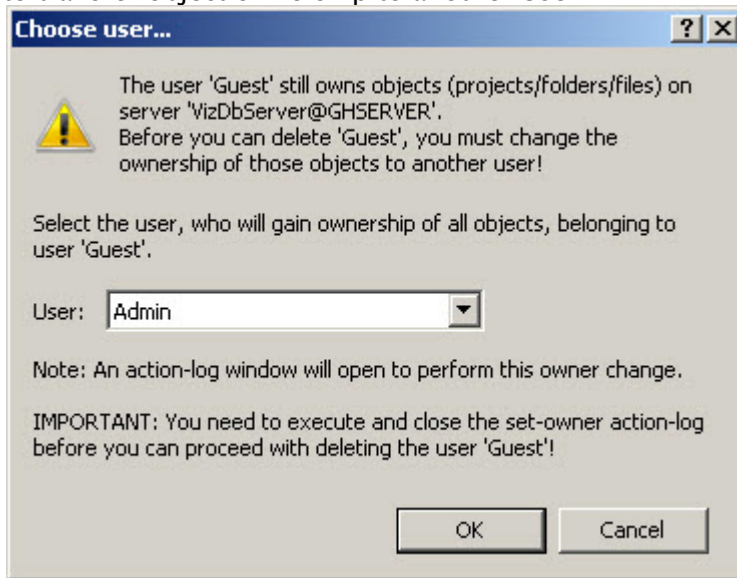 Choose user...
The user 'Guest' still owns objects (projects/folders/files) on
server 'VizDbServer@GHSERVER'.
Before you can delete 'Guest', you must change the
ownership of those objects to another user!
Select the user, who will gain ownership of all objects, belonging to
user 'Guest'.
User: Admin
Note: An action-log window will open to perform this owner change.
IMPORTANT: You need to execute and close the set-owner action-log
before you can proceed with deleting the user 'Guest'!
OK Cancel